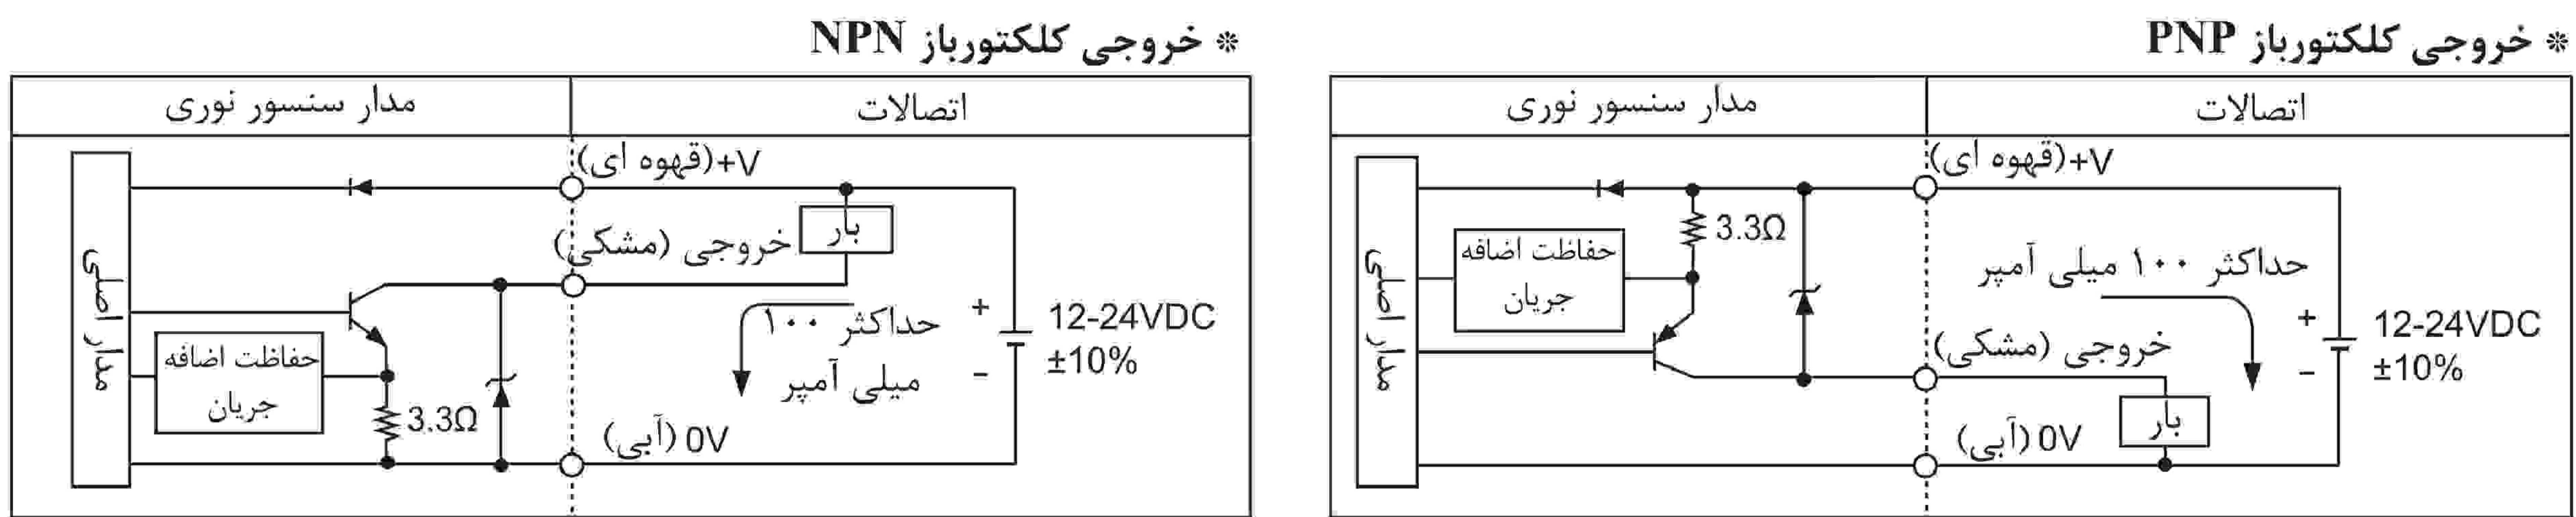 * خروجی کلکتورباز NPN
مدار سنسور نوری
اتصالات
(قهوه ای)+V
خروجی (مشکی)
بار
مدار اصلی
حفاظت اضافه
جریان
3.3Ω
حداکثر ۱۰۰
میلی آمپر
+
12-24VDC
±10%
-
(آبی) 0V
* خروجی کلکتورباز PNP
مدار سنسور نوری
اتصالات
(قهوه ای)+V
3.3Ω
حفاظت اضافه
جریان
مدار اصلی
حداکثر ۱۰۰ میلی آمپر
+
12-24VDC
±10%
-
خروجی (مشکی)
بار
(آبی) 0V